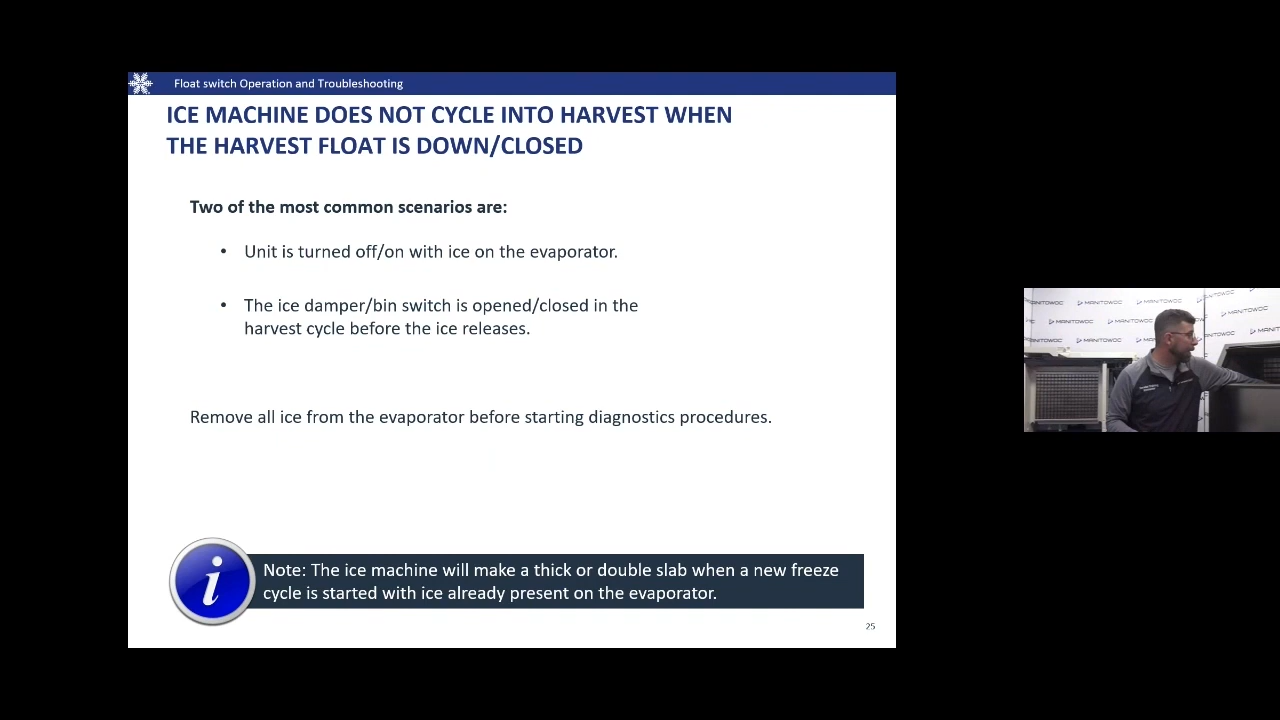 Float switch Operation and Troubleshooting
ICE MACHINE DOES NOT CYCLE INTO HARVEST WHEN
THE HARVEST FLOAT IS DOWN/CLOSED
Two of the most common scenarios are:
• Unit is turned off/on with ice on the evaporator.
• The ice damper/bin switch is opened/closed in the
harvest cycle before the ice releases.
Remove all ice from the evaporator before starting diagnostics procedures.
i
Note: The ice machine will make a thick or double slab when a new freeze
cycle is started with ice already present on the evaporator.
25
MANITOWOC
MANITOWOC
MANITOWOC
MANITOWOC